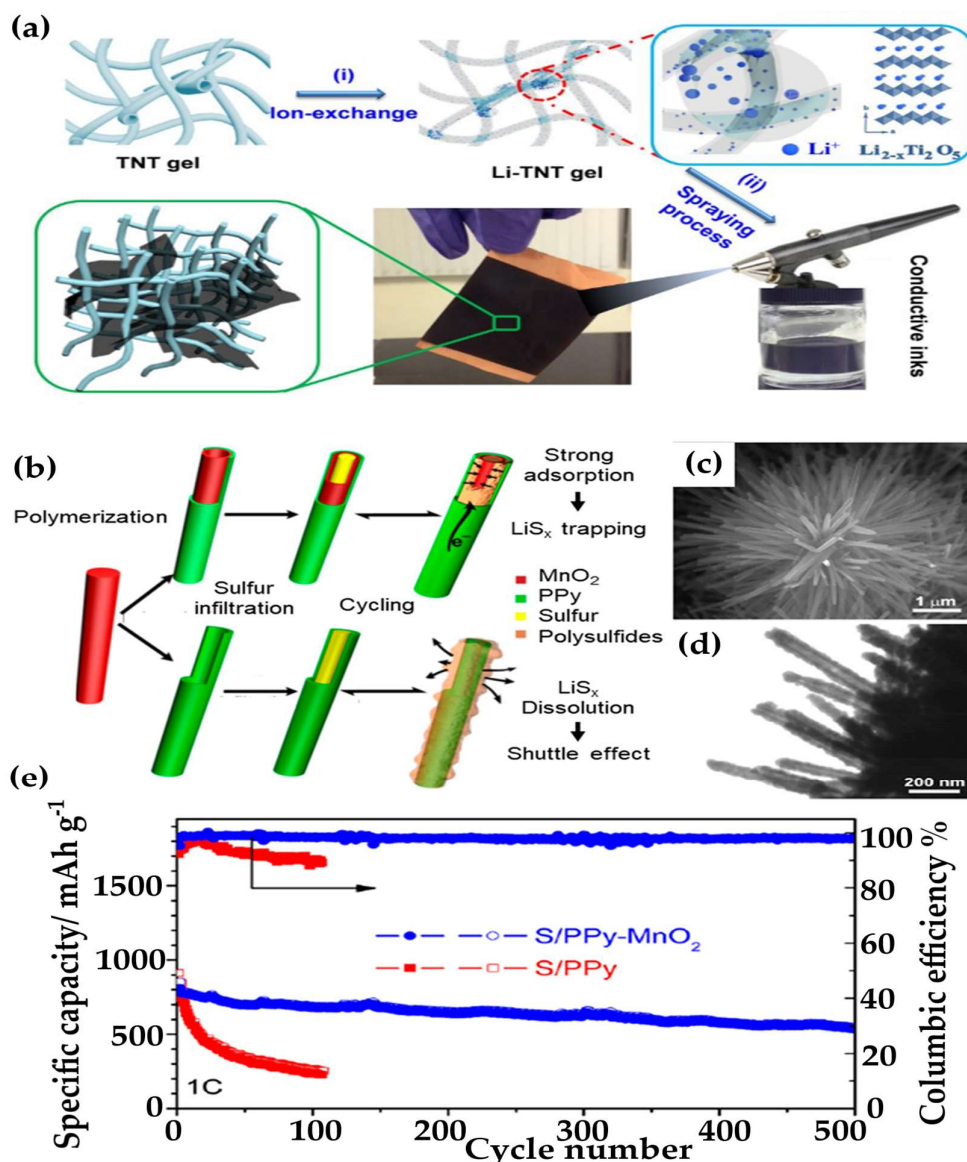 (a)
(i)
Ion-exchange
TNT gel
Li-TNT gel
Li⁺
b
a
Li₂₋ₓTi₂O₅
(ii)
Spraying
process
Conductive inks
(b)
Polymerization
Sulfur
infiltration
Cycling
e⁻
Strong
adsorption
LiSₓ trapping
MnO₂
PPy
Sulfur
Polysulfides
LiSₓ
Dissolution
Shuttle effect
(c)
1 μm
(d)
200 nm
(e)
Specific capacity/ mAh g⁻¹
1500
1000
500
0
S/PPy-MnO₂
S/PPy
1C
0 100 200 300 400 500
Cycle number
100
80
60
40
20
0
Columbic efficiency %